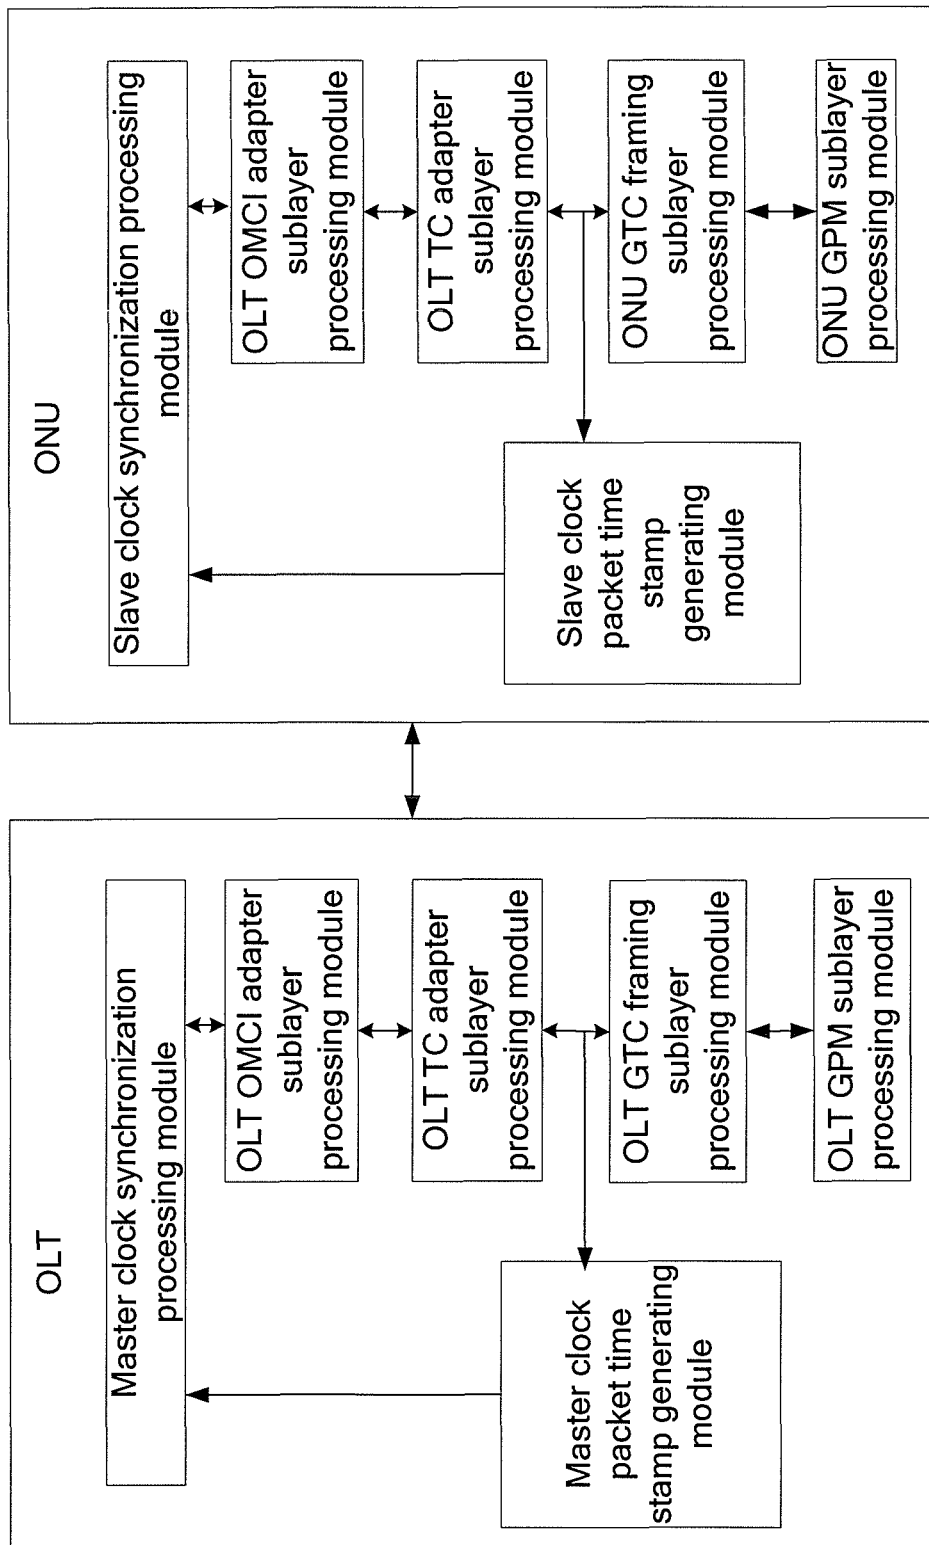 OLT
Master clock synchronization
processing module
OLT OMCI adapter
sublayer
processing module
OLT TC adapter
sublayer
processing module
OLT GTC framing
sublayer
processing module
OLT GPM sublayer
processing module
Master clock
packet time
stamp generating
module
ONU
Slave clock synchronization processing
module
OLT OMCI adapter
sublayer
processing module
OLT TC adapter
sublayer
processing module
ONU GTC framing
sublayer
processing module
ONU GPM sublayer
processing module
Slave clock
packet time
stamp
generating
module